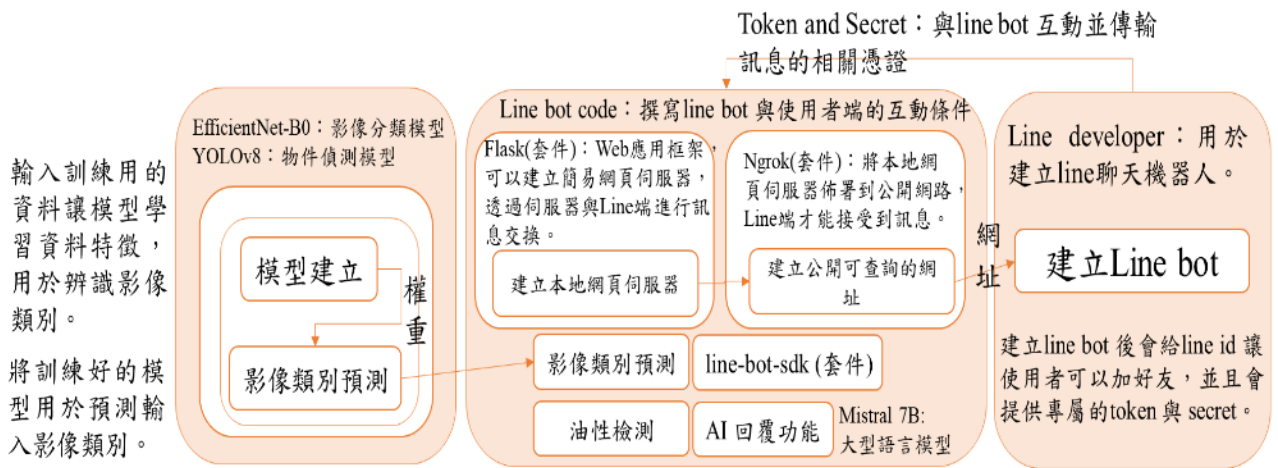 Token and Secret：與line bot 互動並傳輸
訊息的相關憑證
輸入訓練用的
資料讓模型學
習資料特徵，
用於辨識影像
類別。
將訓練好的模
型用於預測輸
入影像類別。
EfficientNet-B0：影像分類模型
YOLOv8：物件偵測模型
模型建立
權
重
影像類別預測
Line bot code：撰寫line bot 與使用者端的互動條件
Flask(套件)：Web應用框架，
可以建立簡易網頁伺服器，
透過伺服器與Line端進行訊
息交換。
建立本地網頁伺服器
Ngrok(套件)：將本地網
頁伺服器佈署到公開網路，
Line端才能接受到訊息。
建立公開可查詢的網
址
影像類別預測
line-bot-sdk (套件)
油性檢測
AI 回覆功能
Mistral 7B:
大型語言模型
網
址
Line developer：用於
建立line聊天機器人。
建立Line bot
建立line bot 後會給line id 讓
使用者可以加好友，並且會
提供專屬的token 與 secret。